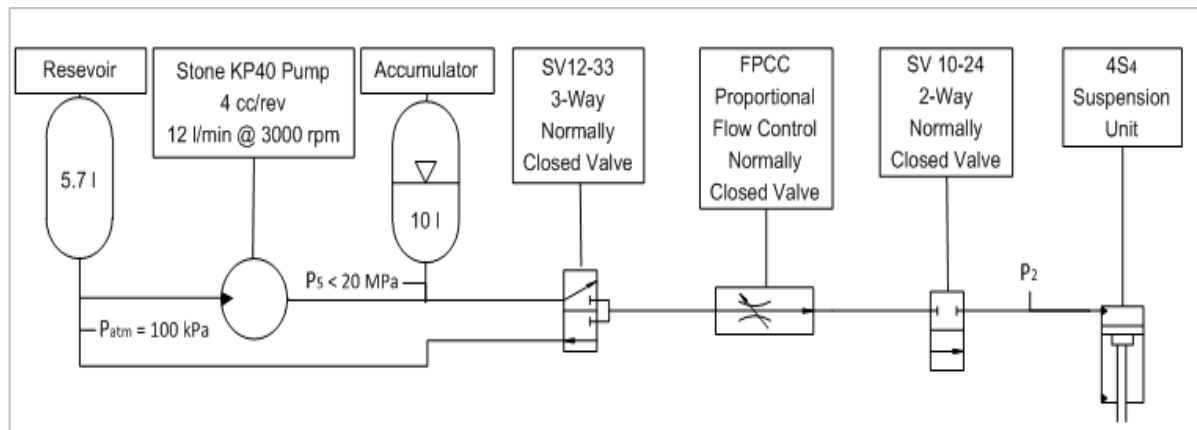 Resevoir
Stone KP40 Pump
4 cc/rev
12 l/min @ 3000 rpm
Accumulator
SV12-33
3-Way
Normally
Closed Valve
FPCC
Proportional
Flow Control
Normally
Closed Valve
SV 10-24
2-Way
Normally
Closed Valve
4S4
Suspension
Unit
5.7 l
10 l
P5 < 20 MPa
P2
Patm = 100 kPa